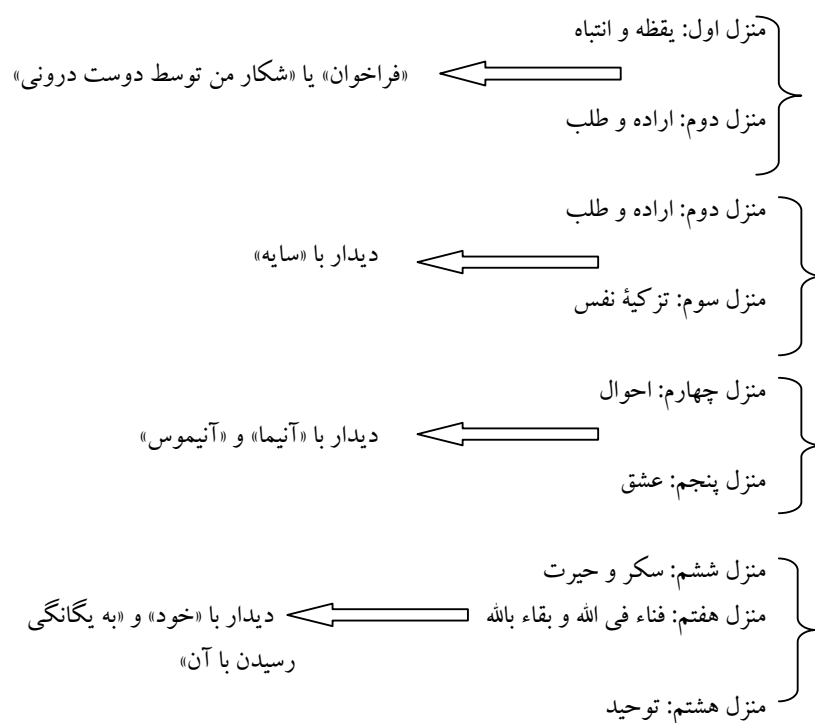 منزل اول: یقظه و انتباه
«فراخوان» یا «شکار من توسط دوست درونی»
منزل دوم: اراده و طلب
منزل دوم: اراده و طلب
دیدار با «سایه»
منزل سوم: تزکیۀ نفس
منزل چهارم: احوال
دیدار با «آنیما» و «آنیموس»
منزل پنجم: عشق
منزل ششم: سکر و حیرت
منزل هفتم: فناء فی الله و بقاء بالله
دیدار با «خود» و «به یگانگی
رسیدن با آن»
منزل هشتم: توحید